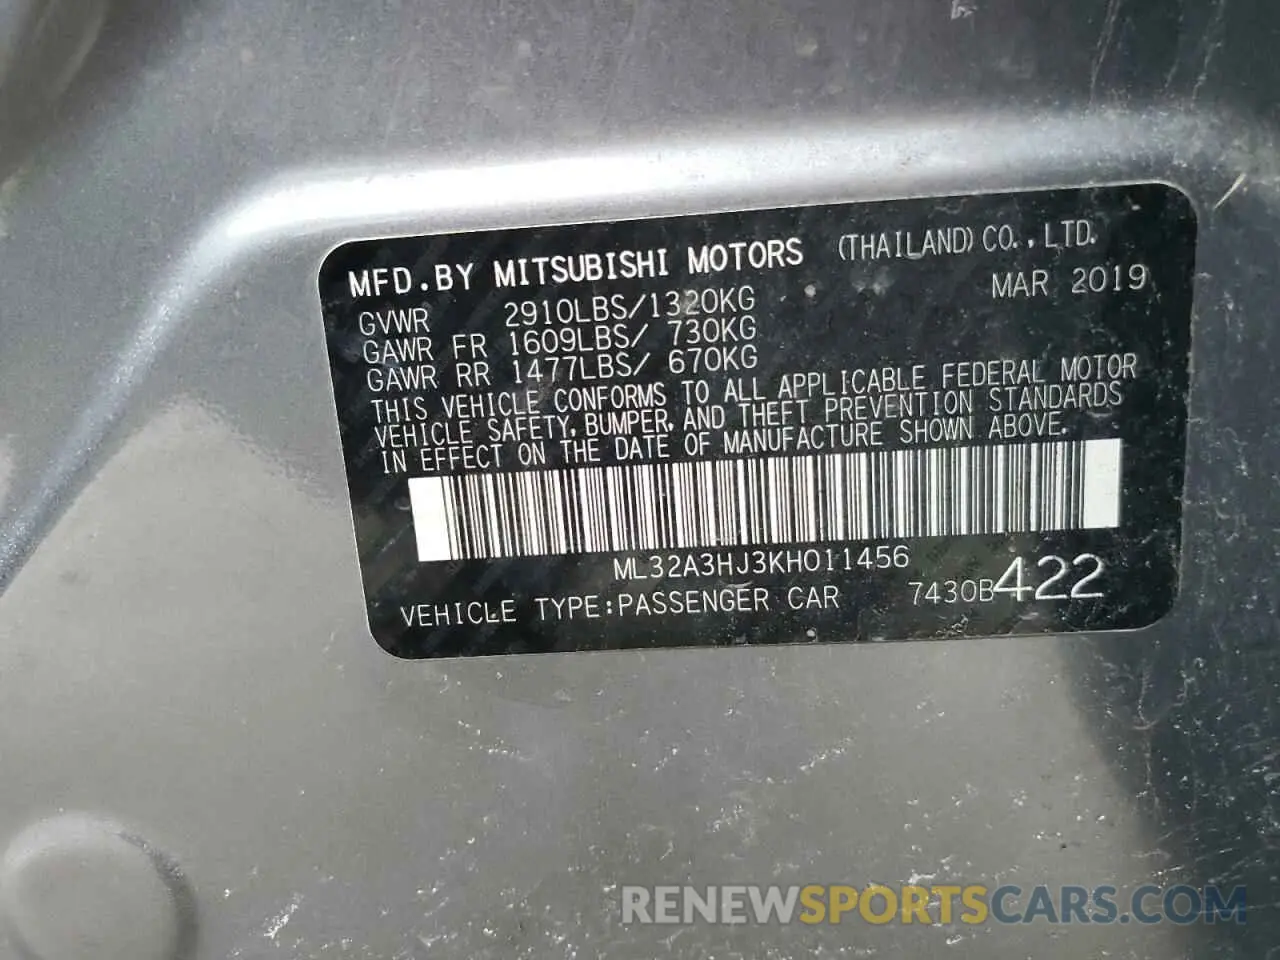 MFD.BY MITSUBISHI MOTORS (THAILAND) CO., LTD.
MAR 2019
GVWR 2910LBS/1320KG
GAWR FR 1609LBS/ 730KG
GAWR RR 1477LBS/ 670KG
THIS VEHICLE CONFORMS TO ALL APPLICABLE FEDERAL MOTOR
VEHICLE SAFETY, BUMPER, AND THEFT PREVENTION STANDARDS
IN EFFECT ON THE DATE OF MANUFACTURE SHOWN ABOVE.
ML32A3HJ3KH011456
VEHICLE TYPE:PASSENGER CAR 7430B422
RENEWSPORTSCARS.COM